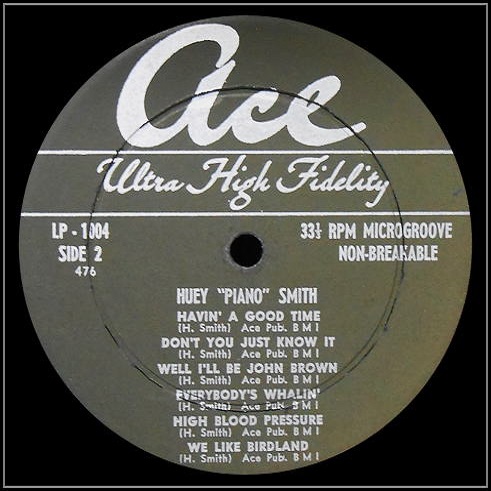 Ace
Ultra High Fidelity
LP - 1004
SIDE 2
476
33⅓ RPM MICROGROOVE
NON-BREAKABLE
HUEY "PIANO" SMITH
HAVIN' A GOOD TIME
(H. Smith) Ace Pub. B M I
DON'T YOU JUST KNOW IT
(H. Smith) Ace Pub. B M I
WELL I'LL BE JOHN BROWN
(H. Smith) Ace Pub. B M I
EVERYBODY'S WHALIN'
(H. Smith) Ace Pub. B M I
HIGH BLOOD PRESSURE
(H. Smith) Ace Pub. B M I
WE LIKE BIRDLAND
(H. Smith) Ace Pub. B M I